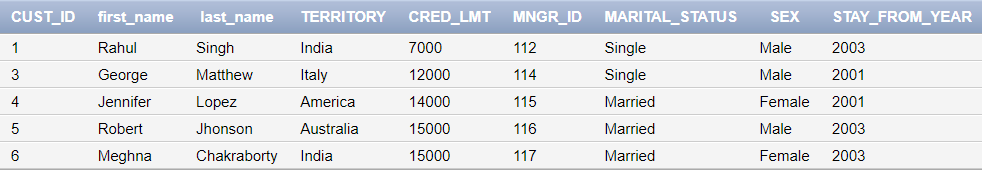 CUST_ID first_name last_name TERRITORY CRED_LMT MNGR_ID MARITAL_STATUS SEX STAY_FROM_YEAR
1 Rahul Singh India 7000 112 Single Male 2003
3 George Matthew Italy 12000 114 Single Male 2001
4 Jennifer Lopez America 14000 115 Married Female 2001
5 Robert Jhonson Australia 15000 116 Married Male 2003
6 Meghna Chakraborty India 15000 117 Married Female 2003